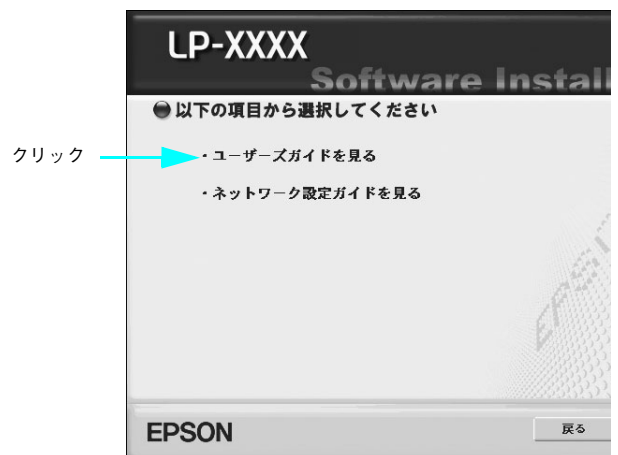 LP-XXXX
Software Install
以下の項目から選択してください
クリック
・ユーザーズガイドを見る
・ネットワーク設定ガイドを見る
EPSON
EPSON
戻る